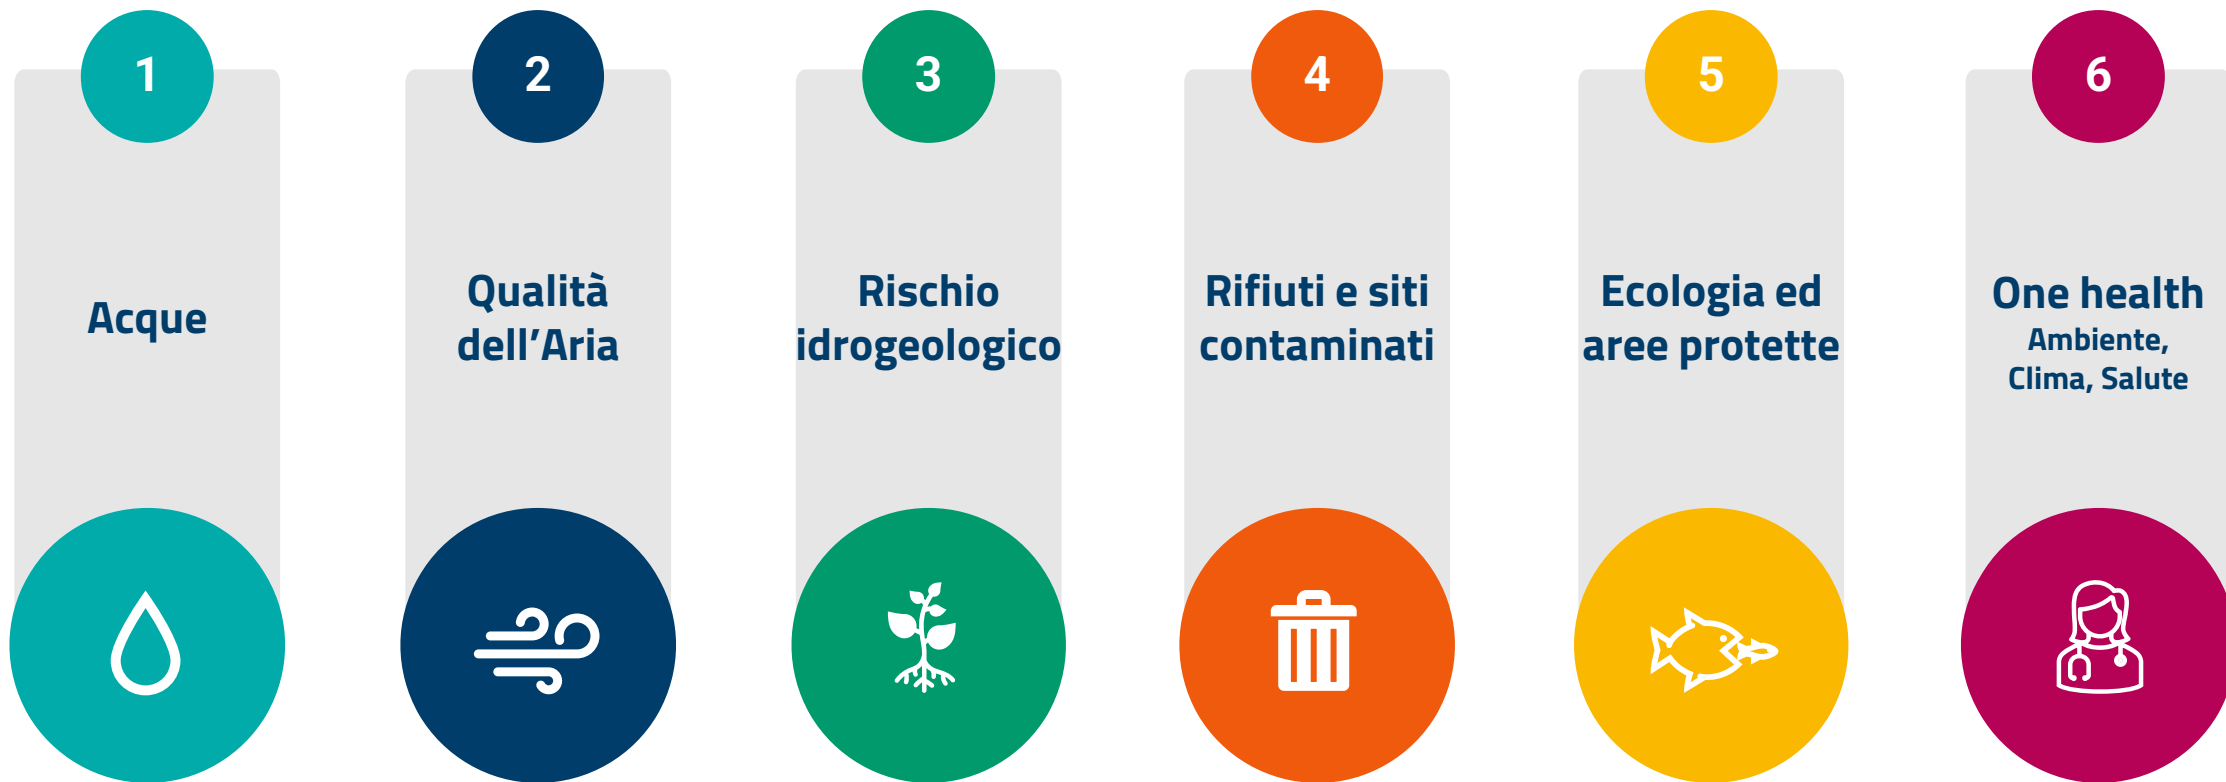 1
Acque
2
Qualità
dell’Aria
3
Rischio
idrogeologico
4
Rifiuti e siti
contaminati
5
Ecologia ed
aree protette
6
One health
Ambiente,
Clima, Salute